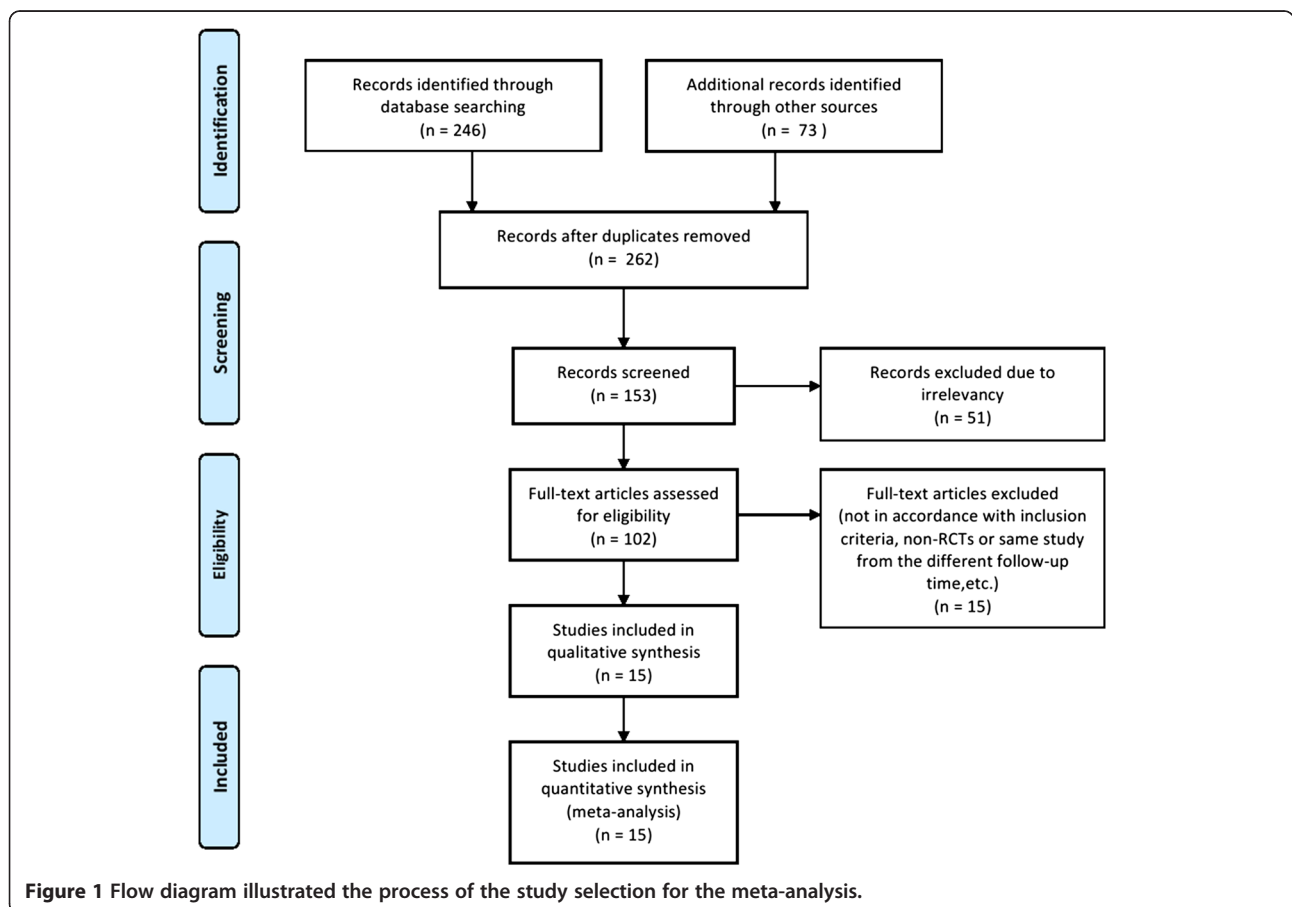 Identification
Records identified through
database searching
(n = 246)
Additional records identified
through other sources
(n = 73 )
Records after duplicates removed
(n = 262)
Screening
Records screened
(n = 153)
Records excluded due to
irrelevancy
(n = 51)
Eligibility
Full-text articles assessed
for eligibility
(n = 102)
Full-text articles excluded
(not in accordance with inclusion
criteria, non-RCTs or same study
from the different follow-up
time,etc.)
(n = 15)
Studies included in
qualitative synthesis
(n = 15)
Included
Studies included in
quantitative synthesis
(meta-analysis)
(n = 15)
Figure 1 Flow diagram illustrated the process of the study selection for the meta-analysis.